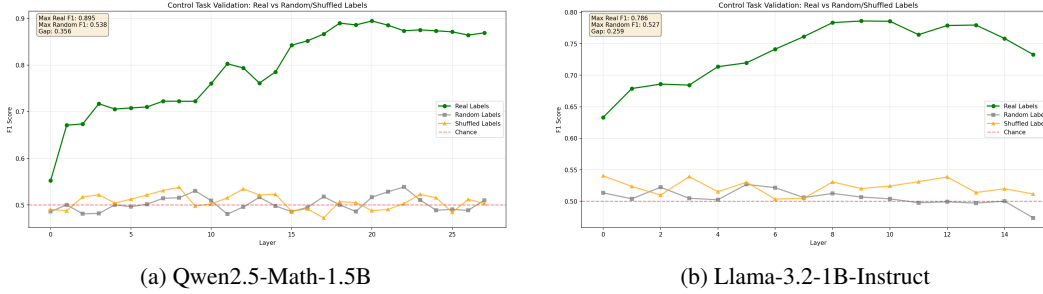 Control Task Validation: Real vs Random/Shuffled Labels
Max Real F1: 0.895
Max Random F1: 0.538
Gap: 0.356
0.9
0.8
0.7
0.6
0.5
F1 Score
Real Labels
Random Labels
Shuffled Labels
Chance
0 5 10 15 20 25
Layer
(a) Qwen2.5-Math-1.5B
Control Task Validation: Real vs Random/Shuffled Labels
Max Real F1: 0.786
Max Random F1: 0.527
Gap: 0.259
0.80
0.75
0.70
0.65
0.60
0.55
0.50
F1 Score
Real Labels
Random Labels
Shuffled Labels
Chance
0 2 4 6 8 10 12 14
Layer
(b) Llama-3.2-1B-Instruct